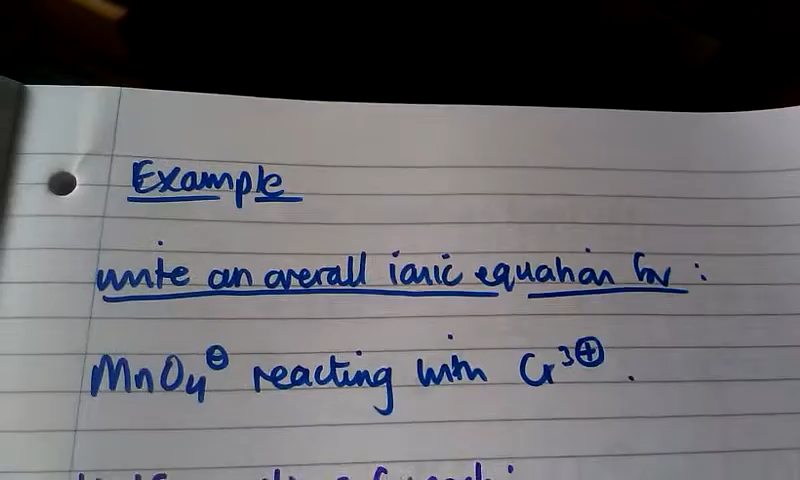 Example
write an overall ionic equation for :
MnO4⊖ reacting with Cr3⊕ .